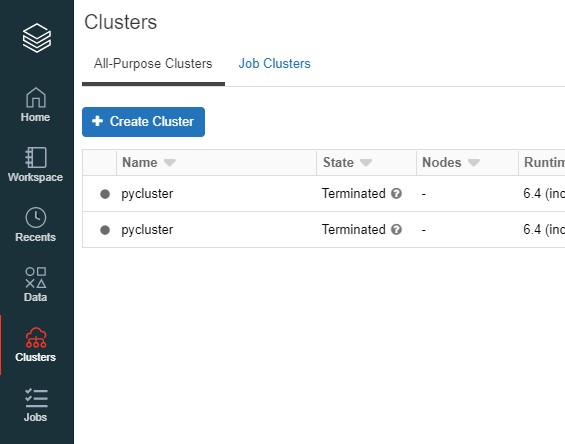 Clusters
All-Purpose Clusters Job Clusters
+ Create Cluster
Name State Nodes Runtim
pycluster Terminated ? - 6.4 (inc
pycluster Terminated ? - 6.4 (inc
Home
Workspace
Recents
Data
Clusters
Jobs